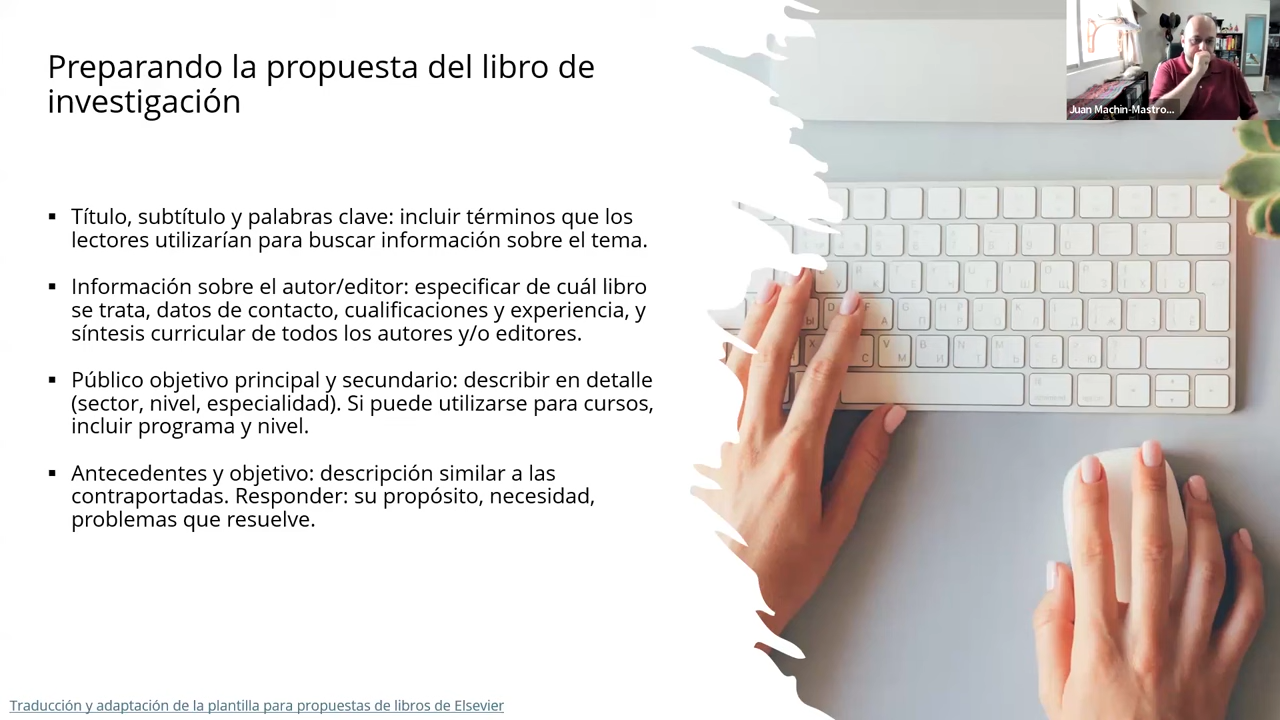 Preparando la propuesta del libro de
investigación
Juan Machin-Mastro...
▪ Título, subtítulo y palabras clave: incluir términos que los
lectores utilizarían para buscar información sobre el tema.
▪ Información sobre el autor/editor: especificar de cuál libro
se trata, datos de contacto, cualificaciones y experiencia, y
síntesis curricular de todos los autores y/o editores.
▪ Público objetivo principal y secundario: describir en detalle
(sector, nivel, especialidad). Si puede utilizarse para cursos,
incluir programa y nivel.
▪ Antecedentes y objetivo: descripción similar a las
contraportadas. Responder: su propósito, necesidad,
problemas que resuelve.
Traducción y adaptación de la plantilla para propuestas de libros de Elsevier